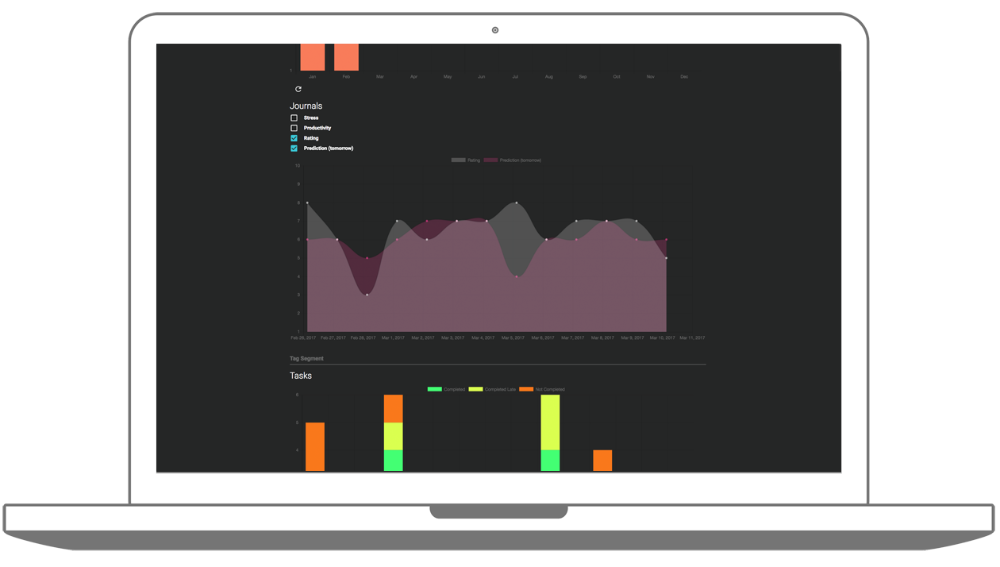 Jan Feb Mar Apr May Jun Jul Aug Sep Oct Nov Dec
Journals
Stress
Productivity
Rating
Prediction (tomorrow)
Rating Prediction (tomorrow)
10
9
8
7
6
5
4
3
2
1
Feb 26, 2017 Feb 27, 2017 Feb 28, 2017 Mar 1, 2017 Mar 2, 2017 Mar 3, 2017 Mar 4, 2017 Mar 5, 2017 Mar 6, 2017 Mar 7, 2017 Mar 8, 2017 Mar 9, 2017 Mar 10, 2017 Mar 11, 2017
Tag Segment
Tasks
Completed Completed Late Not Completed
8
6
4